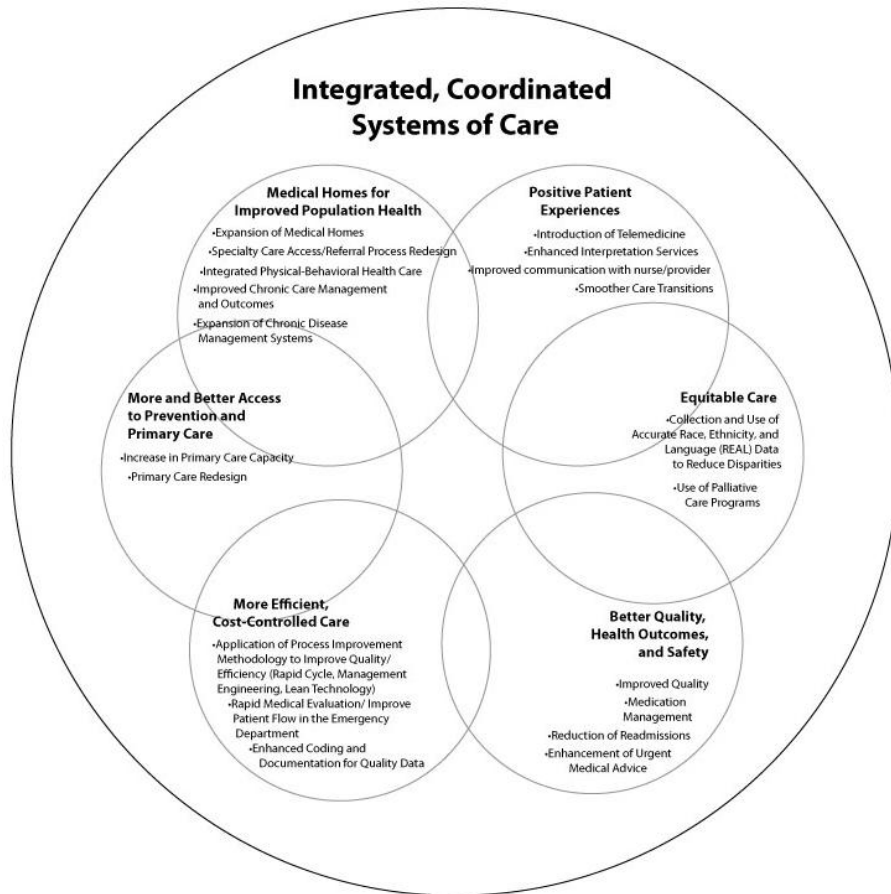 Integrated, Coordinated
Systems of Care
Medical Homes for
Improved Population Health
•Expansion of Medical Homes
•Specialty Care Access/Referral Process Redesign
•Integrated Physical-Behavioral Health Care
•Improved Chronic Care Management
and Outcomes
•Expansion of Chronic Disease
Management Systems
Positive Patient
Experiences
•Introduction of Telemedicine
•Enhanced Interpretation Services
•Improved communication with nurse/provider
•Smoother Care Transitions
More and Better Access
to Prevention and
Primary Care
•Increase in Primary Care Capacity
•Primary Care Redesign
Equitable Care
•Collection and Use of
Accurate Race, Ethnicity, and
Language (REAL) Data
to Reduce Disparities
•Use of Palliative
Care Programs
More Efficient,
Cost-Controlled Care
•Application of Process Improvement
Methodology to Improve Quality/
Efficiency (Rapid Cycle, Management
Engineering, Lean Technology)
•Rapid Medical Evaluation/ Improve
Patient Flow in the Emergency
Department
•Enhanced Coding and
Documentation for Quality Data
Better Quality,
Health Outcomes,
and Safety
•Improved Quality
•Medication
Management
•Reduction of Readmissions
•Enhancement of Urgent
Medical Advice